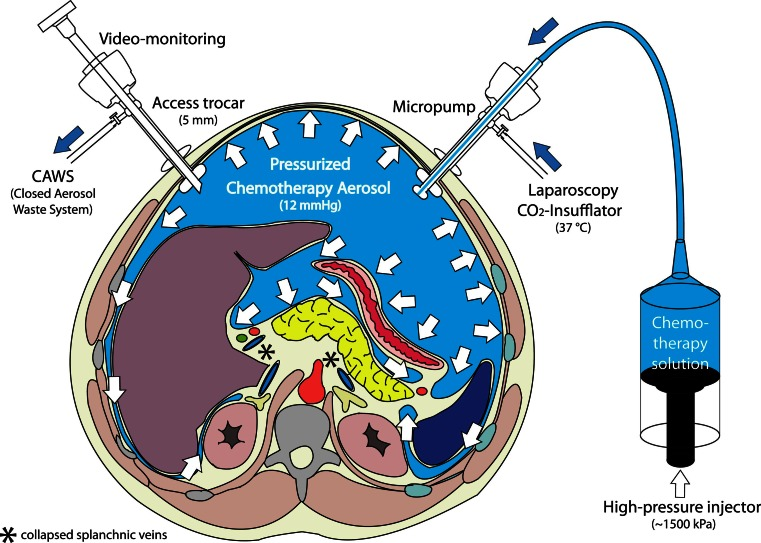 Video-monitoring
Access trocar
(5 mm)
Micropump
CAWS
(Closed Aerosol
Waste System)
Pressurized
Chemotherapy Aerosol
(12 mmHg)
Laparoscopy
CO₂-Insufflator
(37 °C)
Chemo-
therapy
solution
High-pressure injector
(~1500 kPa)
* collapsed splanchnic veins
*
*